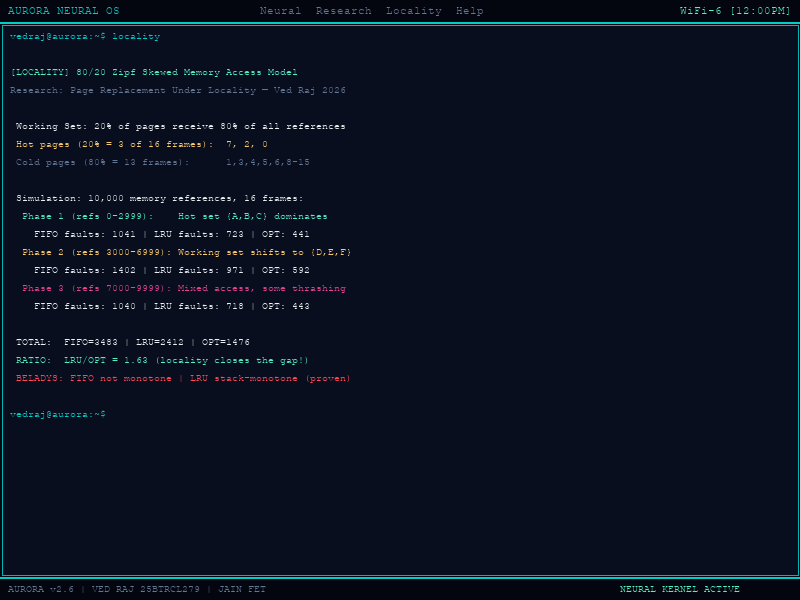 AURORA NEURAL OS Neural Research Locality Help WiFi-6 [12:00PM]
vedraj@aurora:~$ locality
[LOCALITY] 80/20 Zipf Skewed Memory Access Model
Research: Page Replacement Under Locality — Ved Raj 2026
Working Set: 20% of pages receive 80% of all references
Hot pages (20% = 3 of 16 frames): 7, 2, 0
Cold pages (80% = 13 frames): 1,3,4,5,6,8-15
Simulation: 10,000 memory references, 16 frames:
Phase 1 (refs 0-2999): Hot set {A,B,C} dominates
FIFO faults: 1041 | LRU faults: 723 | OPT: 441
Phase 2 (refs 3000-6999): Working set shifts to {D,E,F}
FIFO faults: 1402 | LRU faults: 971 | OPT: 592
Phase 3 (refs 7000-9999): Mixed access, some thrashing
FIFO faults: 1040 | LRU faults: 718 | OPT: 443
TOTAL: FIFO=3483 | LRU=2412 | OPT=1476
RATIO: LRU/OPT = 1.63 (locality closes the gap!)
BELADYS: FIFO not monotone | LRU stack-monotone (proven)
vedraj@aurora:~$
AURORA v2.6 | VED RAJ 25BTRCL279 | JAIN FET NEURAL KERNEL ACTIVE